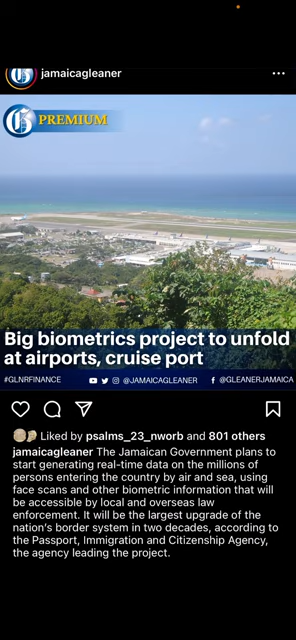 jamaicagleaner
G PREMIUM
Big biometrics project to unfold
at airports, cruise port
#GLNRFINANCE
@JAMAICAGLEANER
@GLEANERJAMAICA
Liked by psalms_23_nworb and 801 others
jamaicagleaner The Jamaican Government plans to
start generating real-time data on the millions of
persons entering the country by air and sea, using
face scans and other biometric information that will
be accessible by local and overseas law
enforcement. It will be the largest upgrade of the
nation's border system in two decades, according to
the Passport, Immigration and Citizenship Agency,
the agency leading the project.